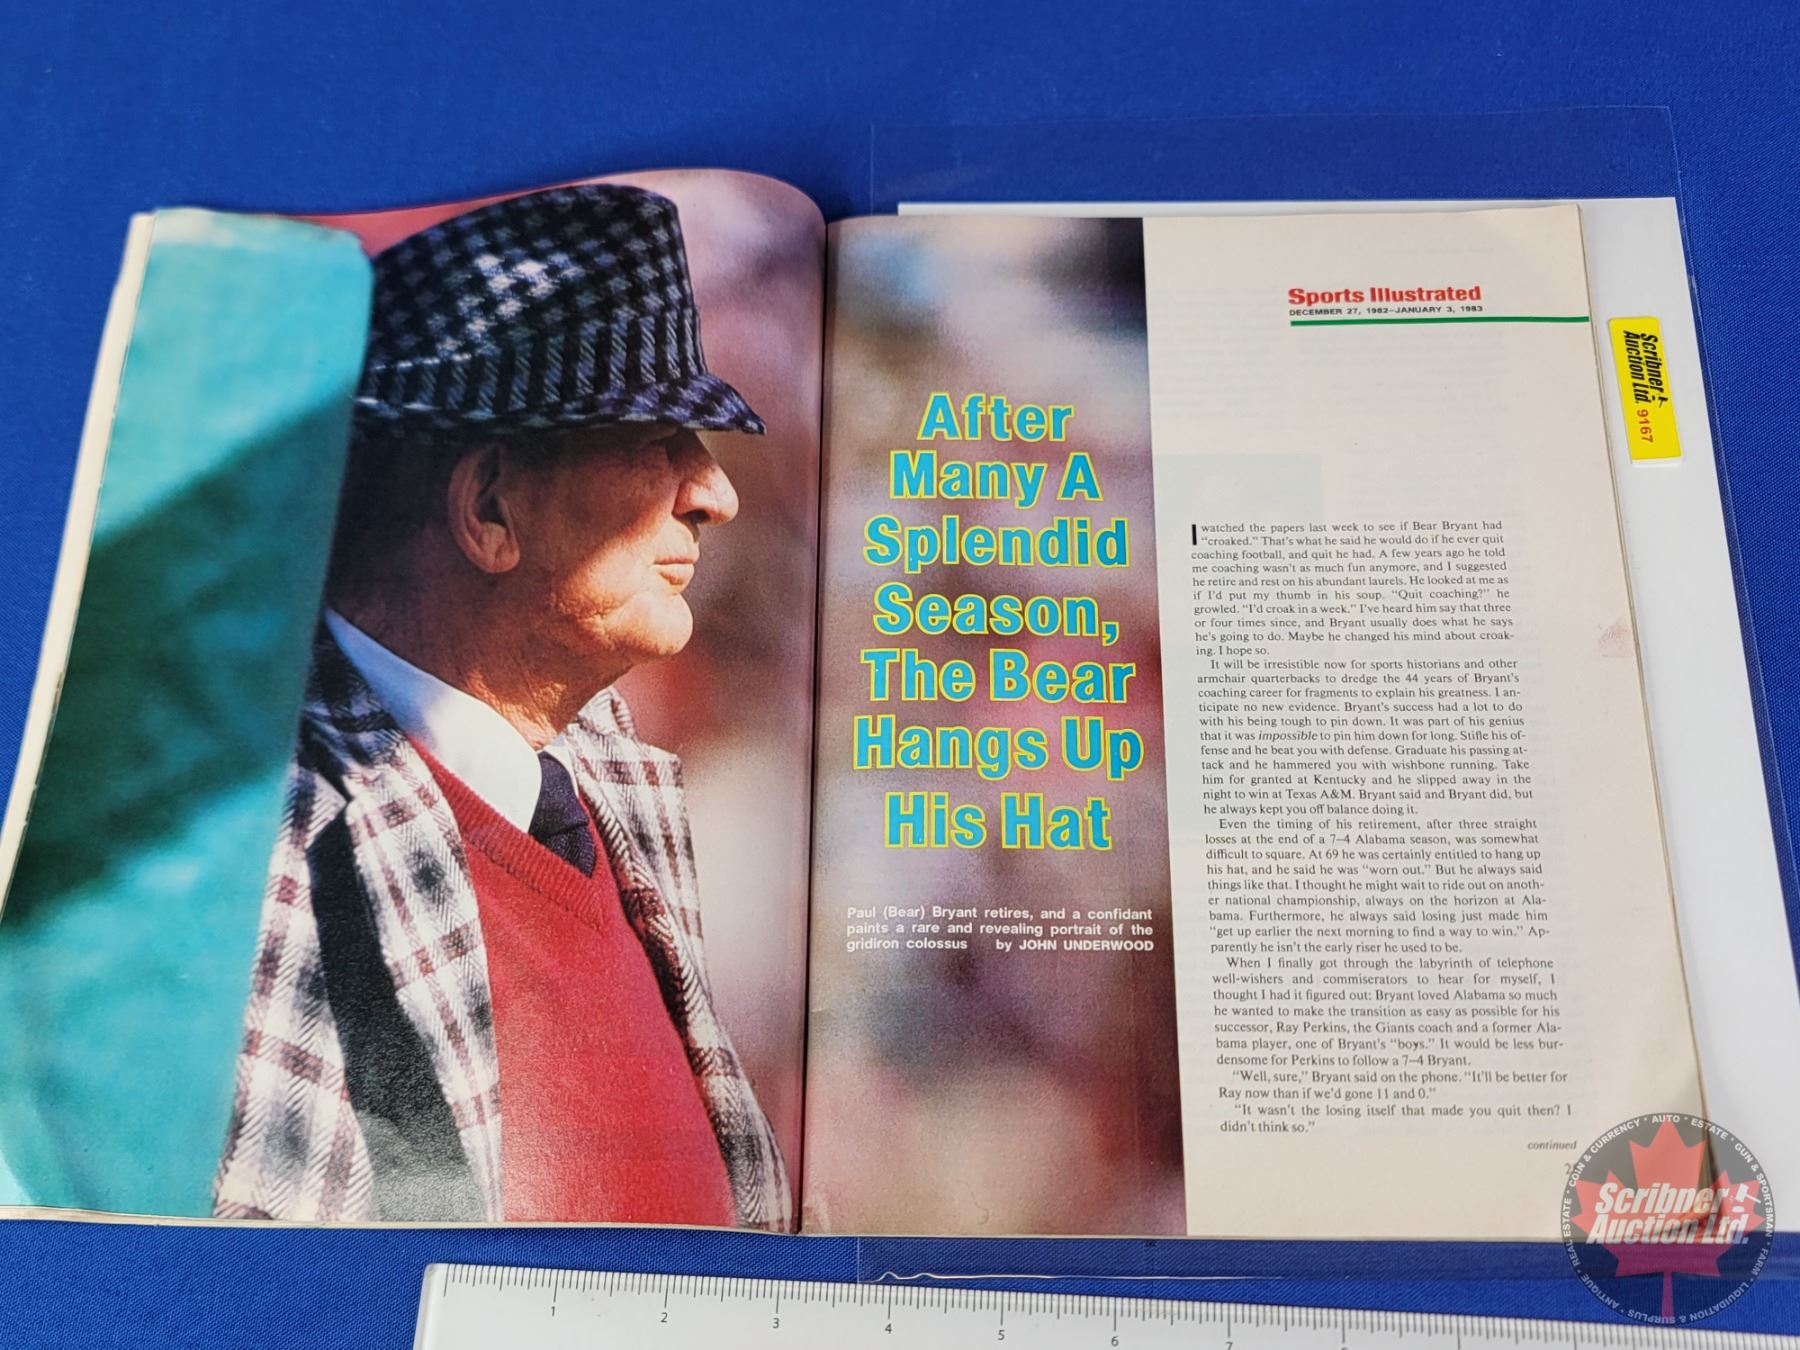 After
Many A
Splendid
Season,
The Bear
Hangs Up
His Hat
Paul (Bear) Bryant retires, and a confidant
paints a rare and revealing portrait of the
gridiron colossus by JOHN UNDERWOOD
Sports Illustrated
DECEMBER 27, 1982–JANUARY 3, 1983
I watched the papers last week to see if Bear Bryant had
“croaked.” That’s what he said he would do if he ever quit
coaching football, and quit he had. A few years ago he told
me coaching wasn’t as much fun anymore, and I suggested
he retire and rest on his abundant laurels. He looked at me as
if I’d put my thumb in his soup. “Quit coaching?” he
growled. “I’d croak in a week.” I’ve heard him say that three
or four times since, and Bryant usually does what he says
he’s going to do. Maybe he changed his mind about croak-
ing. I hope so.
It will be irresistible now for sports historians and other
armchair quarterbacks to dredge the 44 years of Bryant’s
coaching career for fragments to explain his greatness. I an-
ticipate no new evidence. Bryant’s success had a lot to do
with his being tough to pin down. It was part of his genius
that it was impossible to pin him down for long. Stifle his of-
fense and he beat you with defense. Graduate his passing at-
tack and he hammered you with wishbone running. Take
him for granted at Kentucky and he slipped away in the
night to win at Texas A&M. Bryant said and Bryant did, but
he always kept you off balance doing it.
Even the timing of his retirement, after three straight
losses at the end of a 7–4 Alabama season, was somewhat
difficult to square. At 69 he was certainly entitled to hang up
his hat, and he said he was “worn out.” But he always said
things like that. I thought he might wait to ride out on anoth-
er national championship, always on the horizon at Ala-
bama. Furthermore, he always said losing just made him
“get up earlier the next morning to find a way to win.” Ap-
parently he isn’t the early riser he used to be.
When I finally got through the labyrinth of telephone
well-wishers and commiserators to hear for myself, I
thought I had it figured out: Bryant loved Alabama so much
he wanted to make the transition as easy as possible for his
successor, Ray Perkins, the Giants coach and a former Ala-
bama player, one of Bryant’s “boys.” It would be less bur-
densome for Perkins to follow a 7–4 Bryant.
“Well, sure,” Bryant said on the phone. “It’ll be better for
Ray now than if we’d gone 11 and 0.”
“It wasn’t the losing itself that made you quit then? I
didn’t think so.”
continued
Scribner
Auction Ltd. 9167
Scribner
Auction Ltd.
ANTIQUE • REAL ESTATE • COIN & CURRENCY • AUTO • ESTATE • GUN & SPORTSMAN • FARM • LIQUIDATION & SURPLUS
1 2 3 4 5 6 7